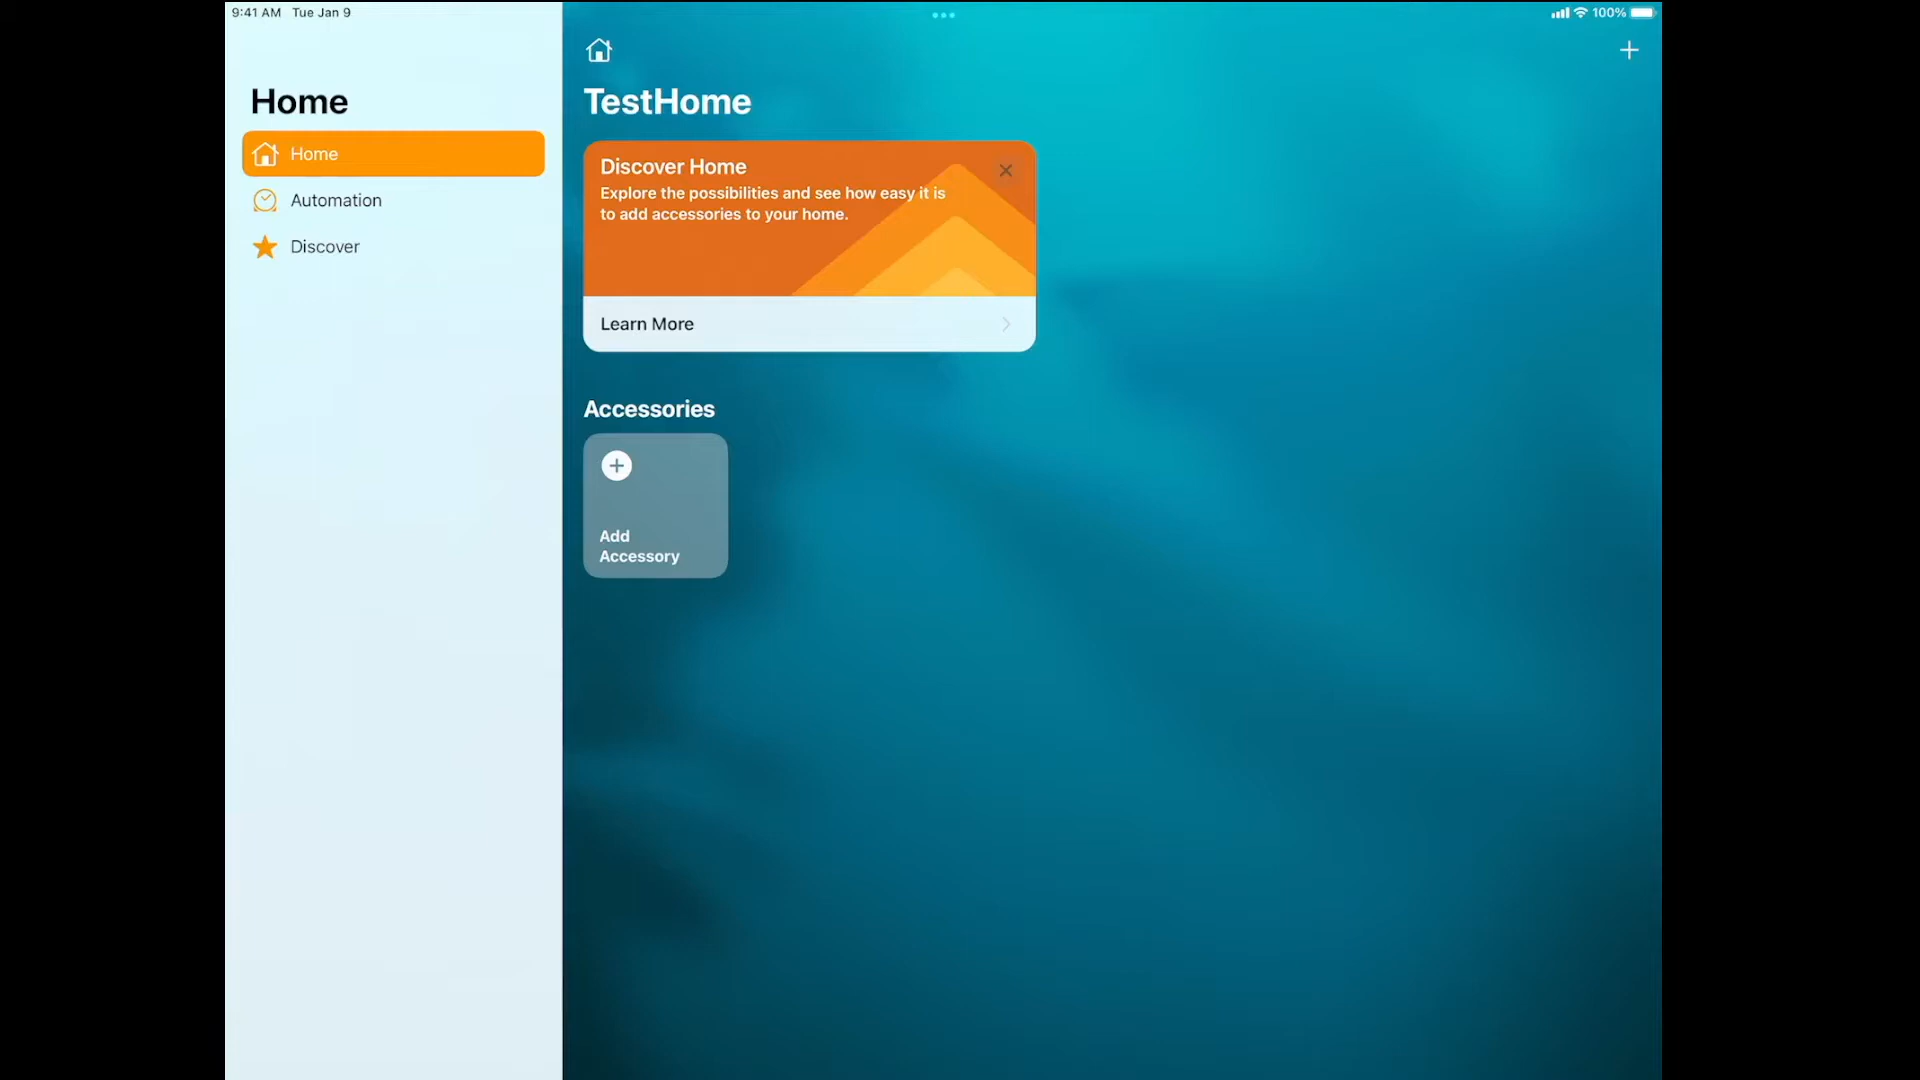 9:41 AM Tue Jan 9
100%
Home
Home
Automation
Discover
TestHome
Discover Home
Explore the possibilities and see how easy it is
to add accessories to your home.
Learn More
Accessories
Add
Accessory